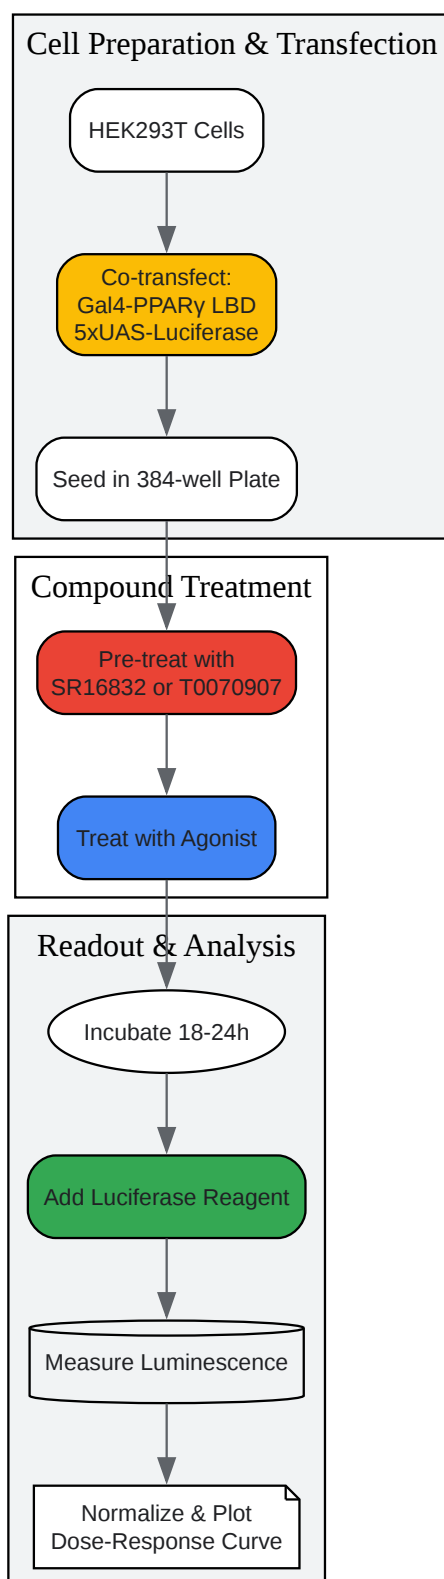 Cell Preparation & Transfection
HEK293T Cells
Co-transfect:
Gal4-PPARγ LBD
5xUAS-Luciferase
Seed in 384-well Plate
Compound Treatment
Pre-treat with
SR16832 or T0070907
Treat with Agonist
Readout & Analysis
Incubate 18-24h
Add Luciferase Reagent
Measure Luminescence
Normalize & Plot
Dose-Response Curve